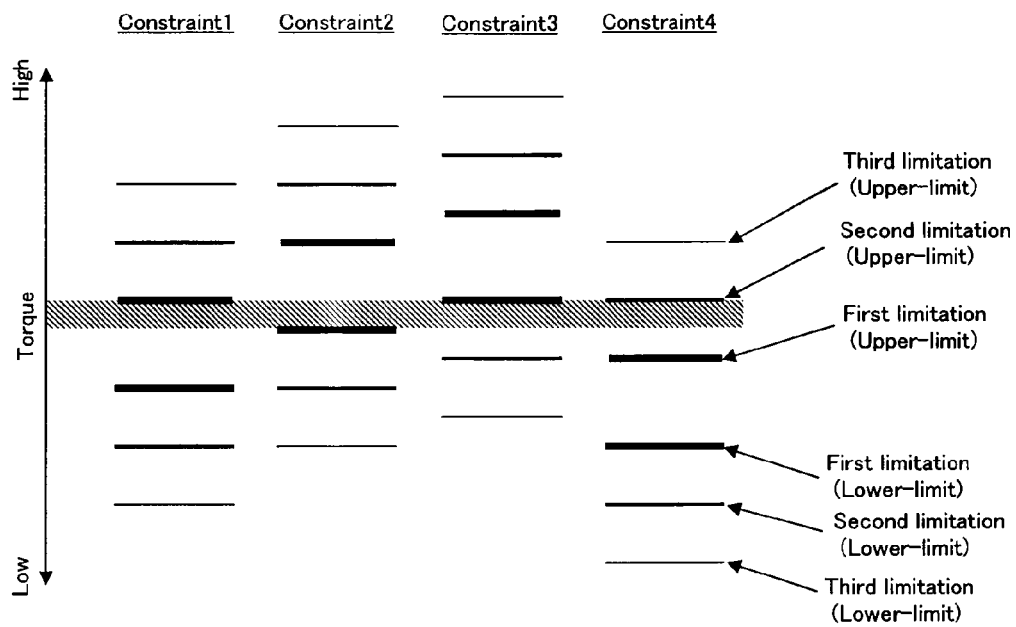 Constraint1 Constraint2 Constraint3 Constraint4
High
Torque
Low
Third limitation
(Upper-limit)
Second limitation
(Upper-limit)
First limitation
(Upper-limit)
First limitation
(Lower-limit)
Second limitation
(Lower-limit)
Third limitation
(Lower-limit)